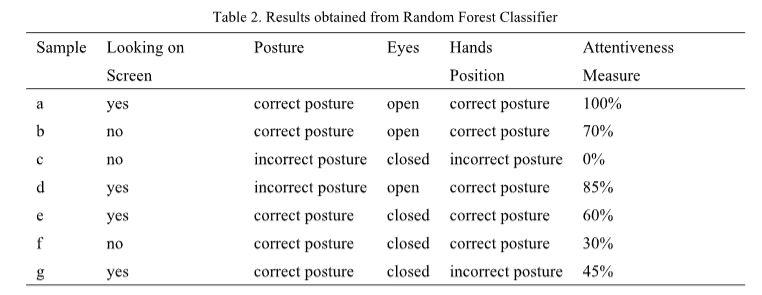 Table 2. Results obtained from Random Forest Classifier
Sample Looking on Screen Posture Eyes Hands Position Attentiveness Measure
a yes correct posture open correct posture 100%
b no correct posture open correct posture 70%
c no incorrect posture closed incorrect posture 0%
d yes incorrect posture open correct posture 85%
e yes correct posture closed correct posture 60%
f no correct posture closed correct posture 30%
g yes correct posture closed incorrect posture 45%